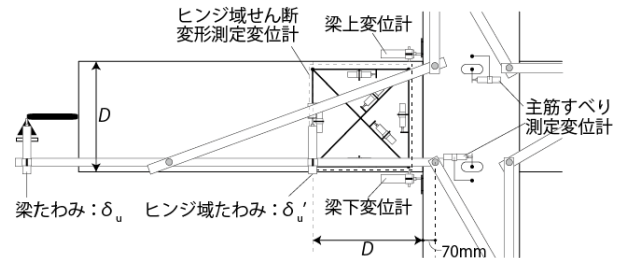 ヒンジ域せん断
変形測定変位計
梁上変位計
D
主筋すべり
測定変位計
梁たわみ：δu
ヒンジ域たわみ：δu′
梁下変位計
D
70mm